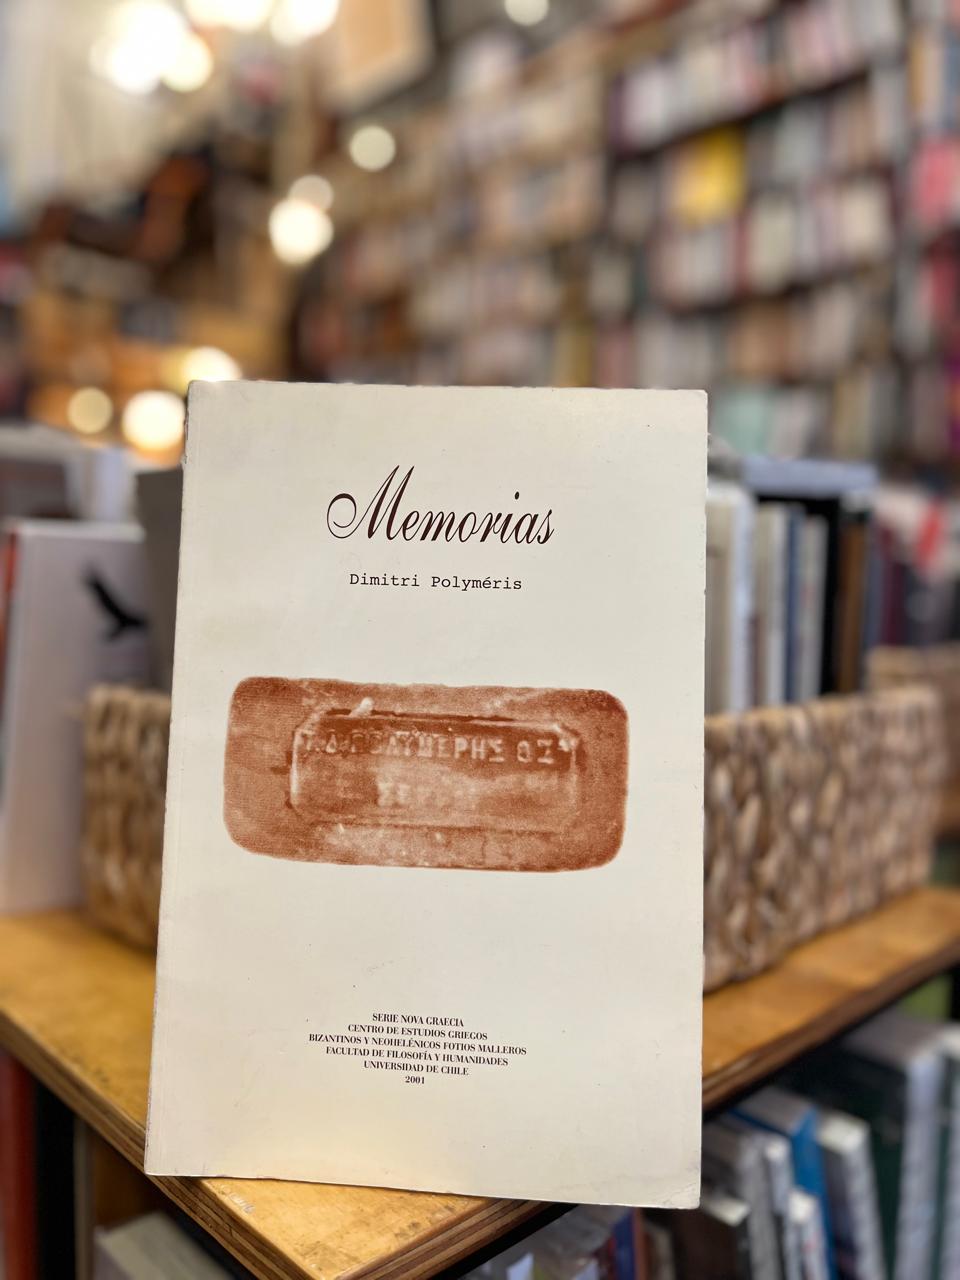 Memorias
Dimitri Polyméris
SERIE NOVA GRAECIA
CENTRO DE ESTUDIOS GRIEGOS
BIZANTINOS Y NEOHELÉNICOS FOTIOS MALLEROS
FACULTAD DE FILOSOFÍA Y HUMANIDADES
UNIVERSIDAD DE CHILE
2001